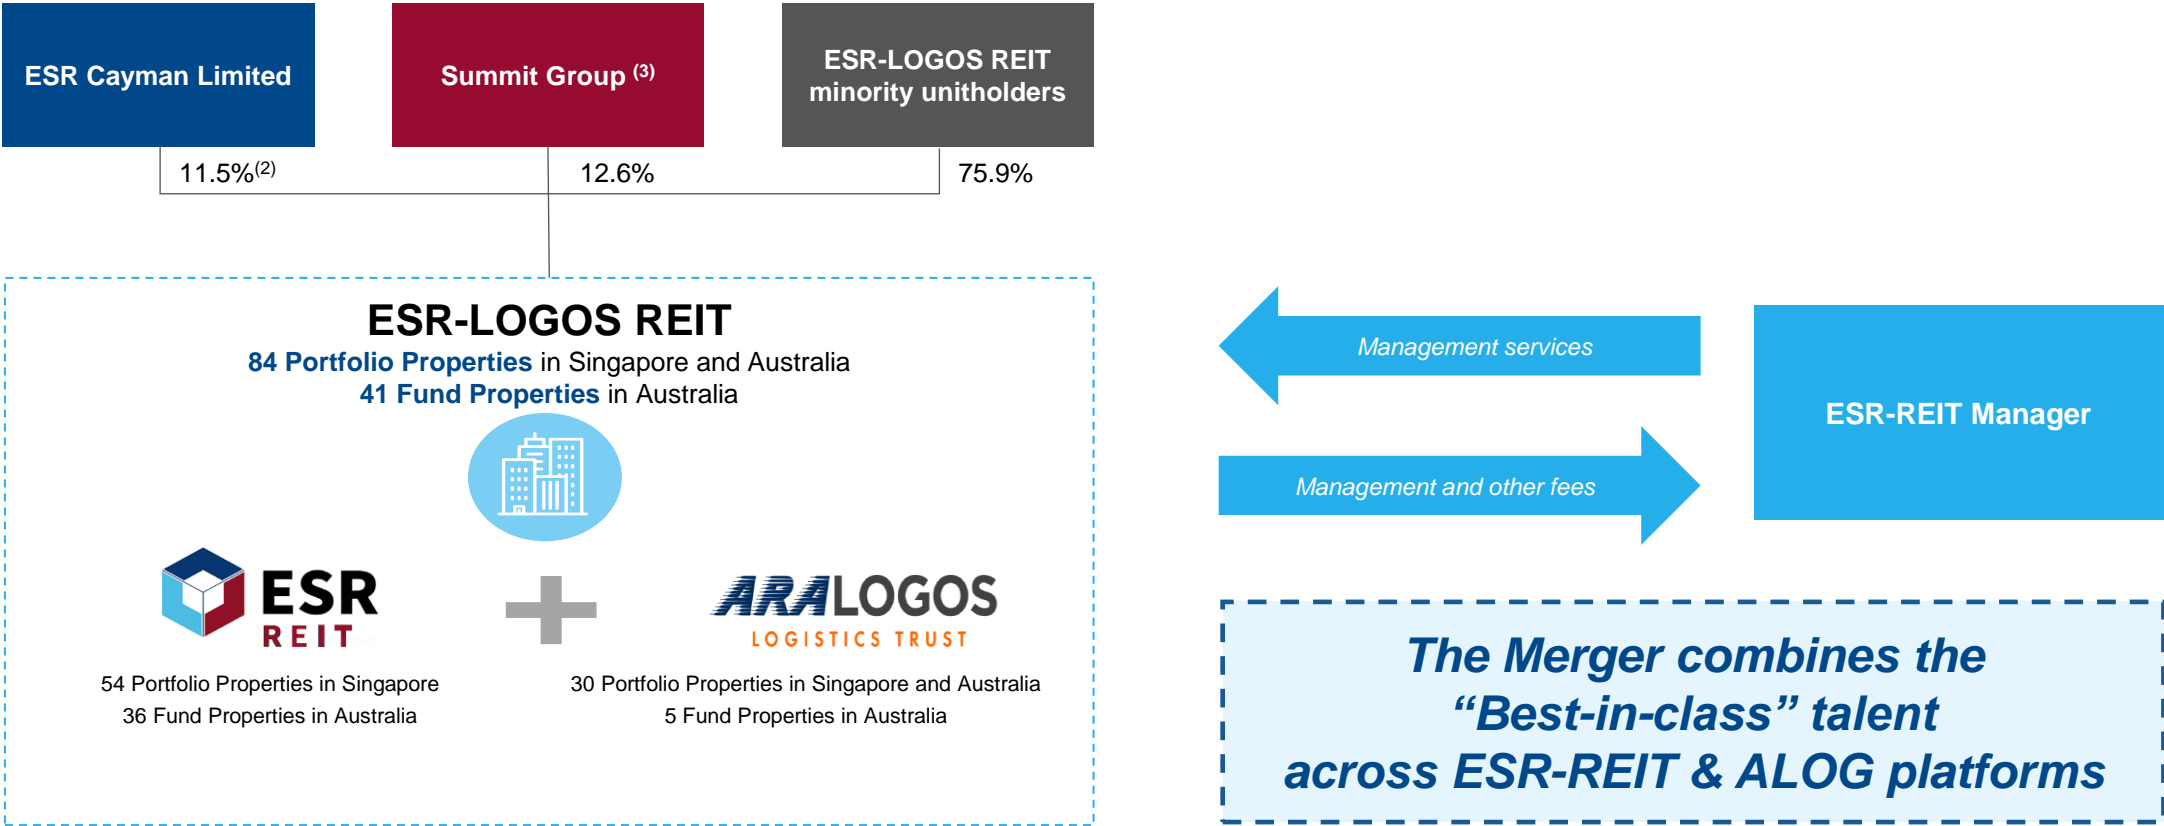 ESR Cayman Limited
Summit Group (3)
ESR-LOGOS REIT
minority unitholders
11.5%(2)
12.6%
75.9%
ESR-LOGOS REIT
84 Portfolio Properties in Singapore and Australia
41 Fund Properties in Australia
ESR
REIT
ARALOGOS
LOGISTICS TRUST
54 Portfolio Properties in Singapore
36 Fund Properties in Australia
30 Portfolio Properties in Singapore and Australia
5 Fund Properties in Australia
Management services
Management and other fees
ESR-REIT Manager
The Merger combines the
“Best-in-class” talent
across ESR-REIT & ALOG platforms